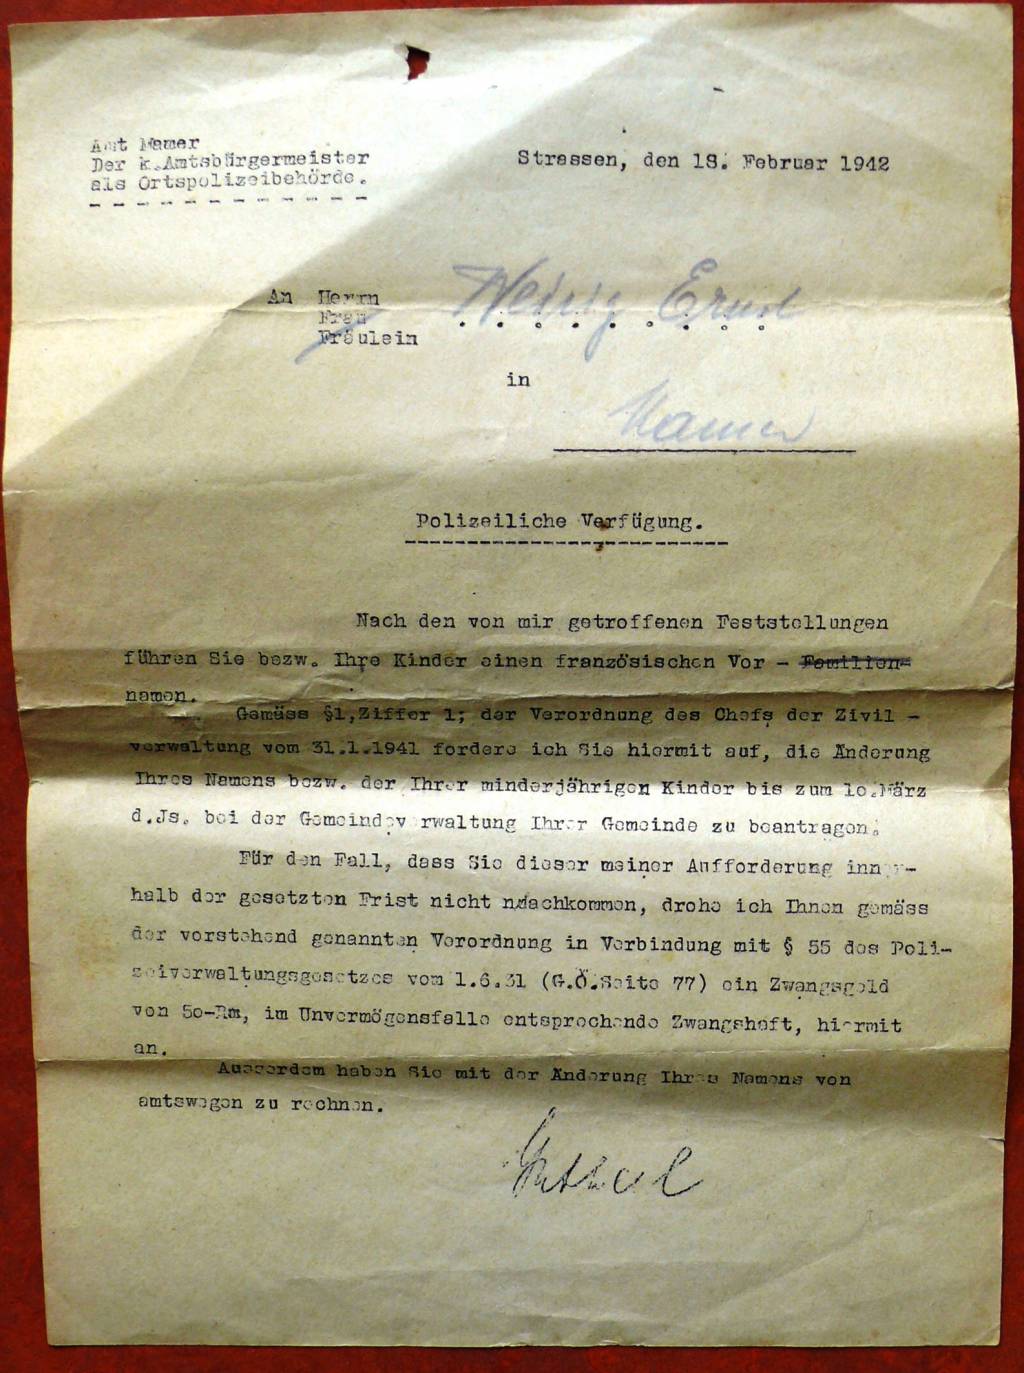 Amt Mamer
Der k.Amtsbürgermeister
als Ortspolizeibehörde.
Strassen, den 18. Februar 1942
An Herrn
Frau
Fräulein
Ernst
in
Mamer
Polizeiliche Verfügung.
Nach den von mir getroffenen Feststellungen
führen Sie bezw. Ihre Kinder einen französischen Vor - Familien-
namen.
Gemäss §1,Ziffer 1; der Verordnung des Chefs der Zivil -
verwaltung vom 31.1.1941 fordere ich Sie hiermit auf, die Änderung
Ihres Namens bezw. der Ihrer minderjährigen Kinder bis zum 1o.März
d.Js. bei der Gemeindeverwaltung Ihrer Gemeinde zu beantragen.
Für den Fall, dass Sie dieser meiner Aufforderung inner-
halb der gesetzten Frist nicht nachkommen, drohe ich Ihnen gemäss
der vorstehend genannten Verordnung in Verbindung mit § 55 des Poli-
zeiverwaltungsgesetzes vom 1.6.31 (G.Ö.Seite 77) ein Zwangsgeld
von 5o-Rm, im Unvermögensfalle entsprechende Zwangshaft, hiermit
an.
Ausserdem haben Sie mit der Änderung Ihres Namens von
amtswegen zu rechnen.